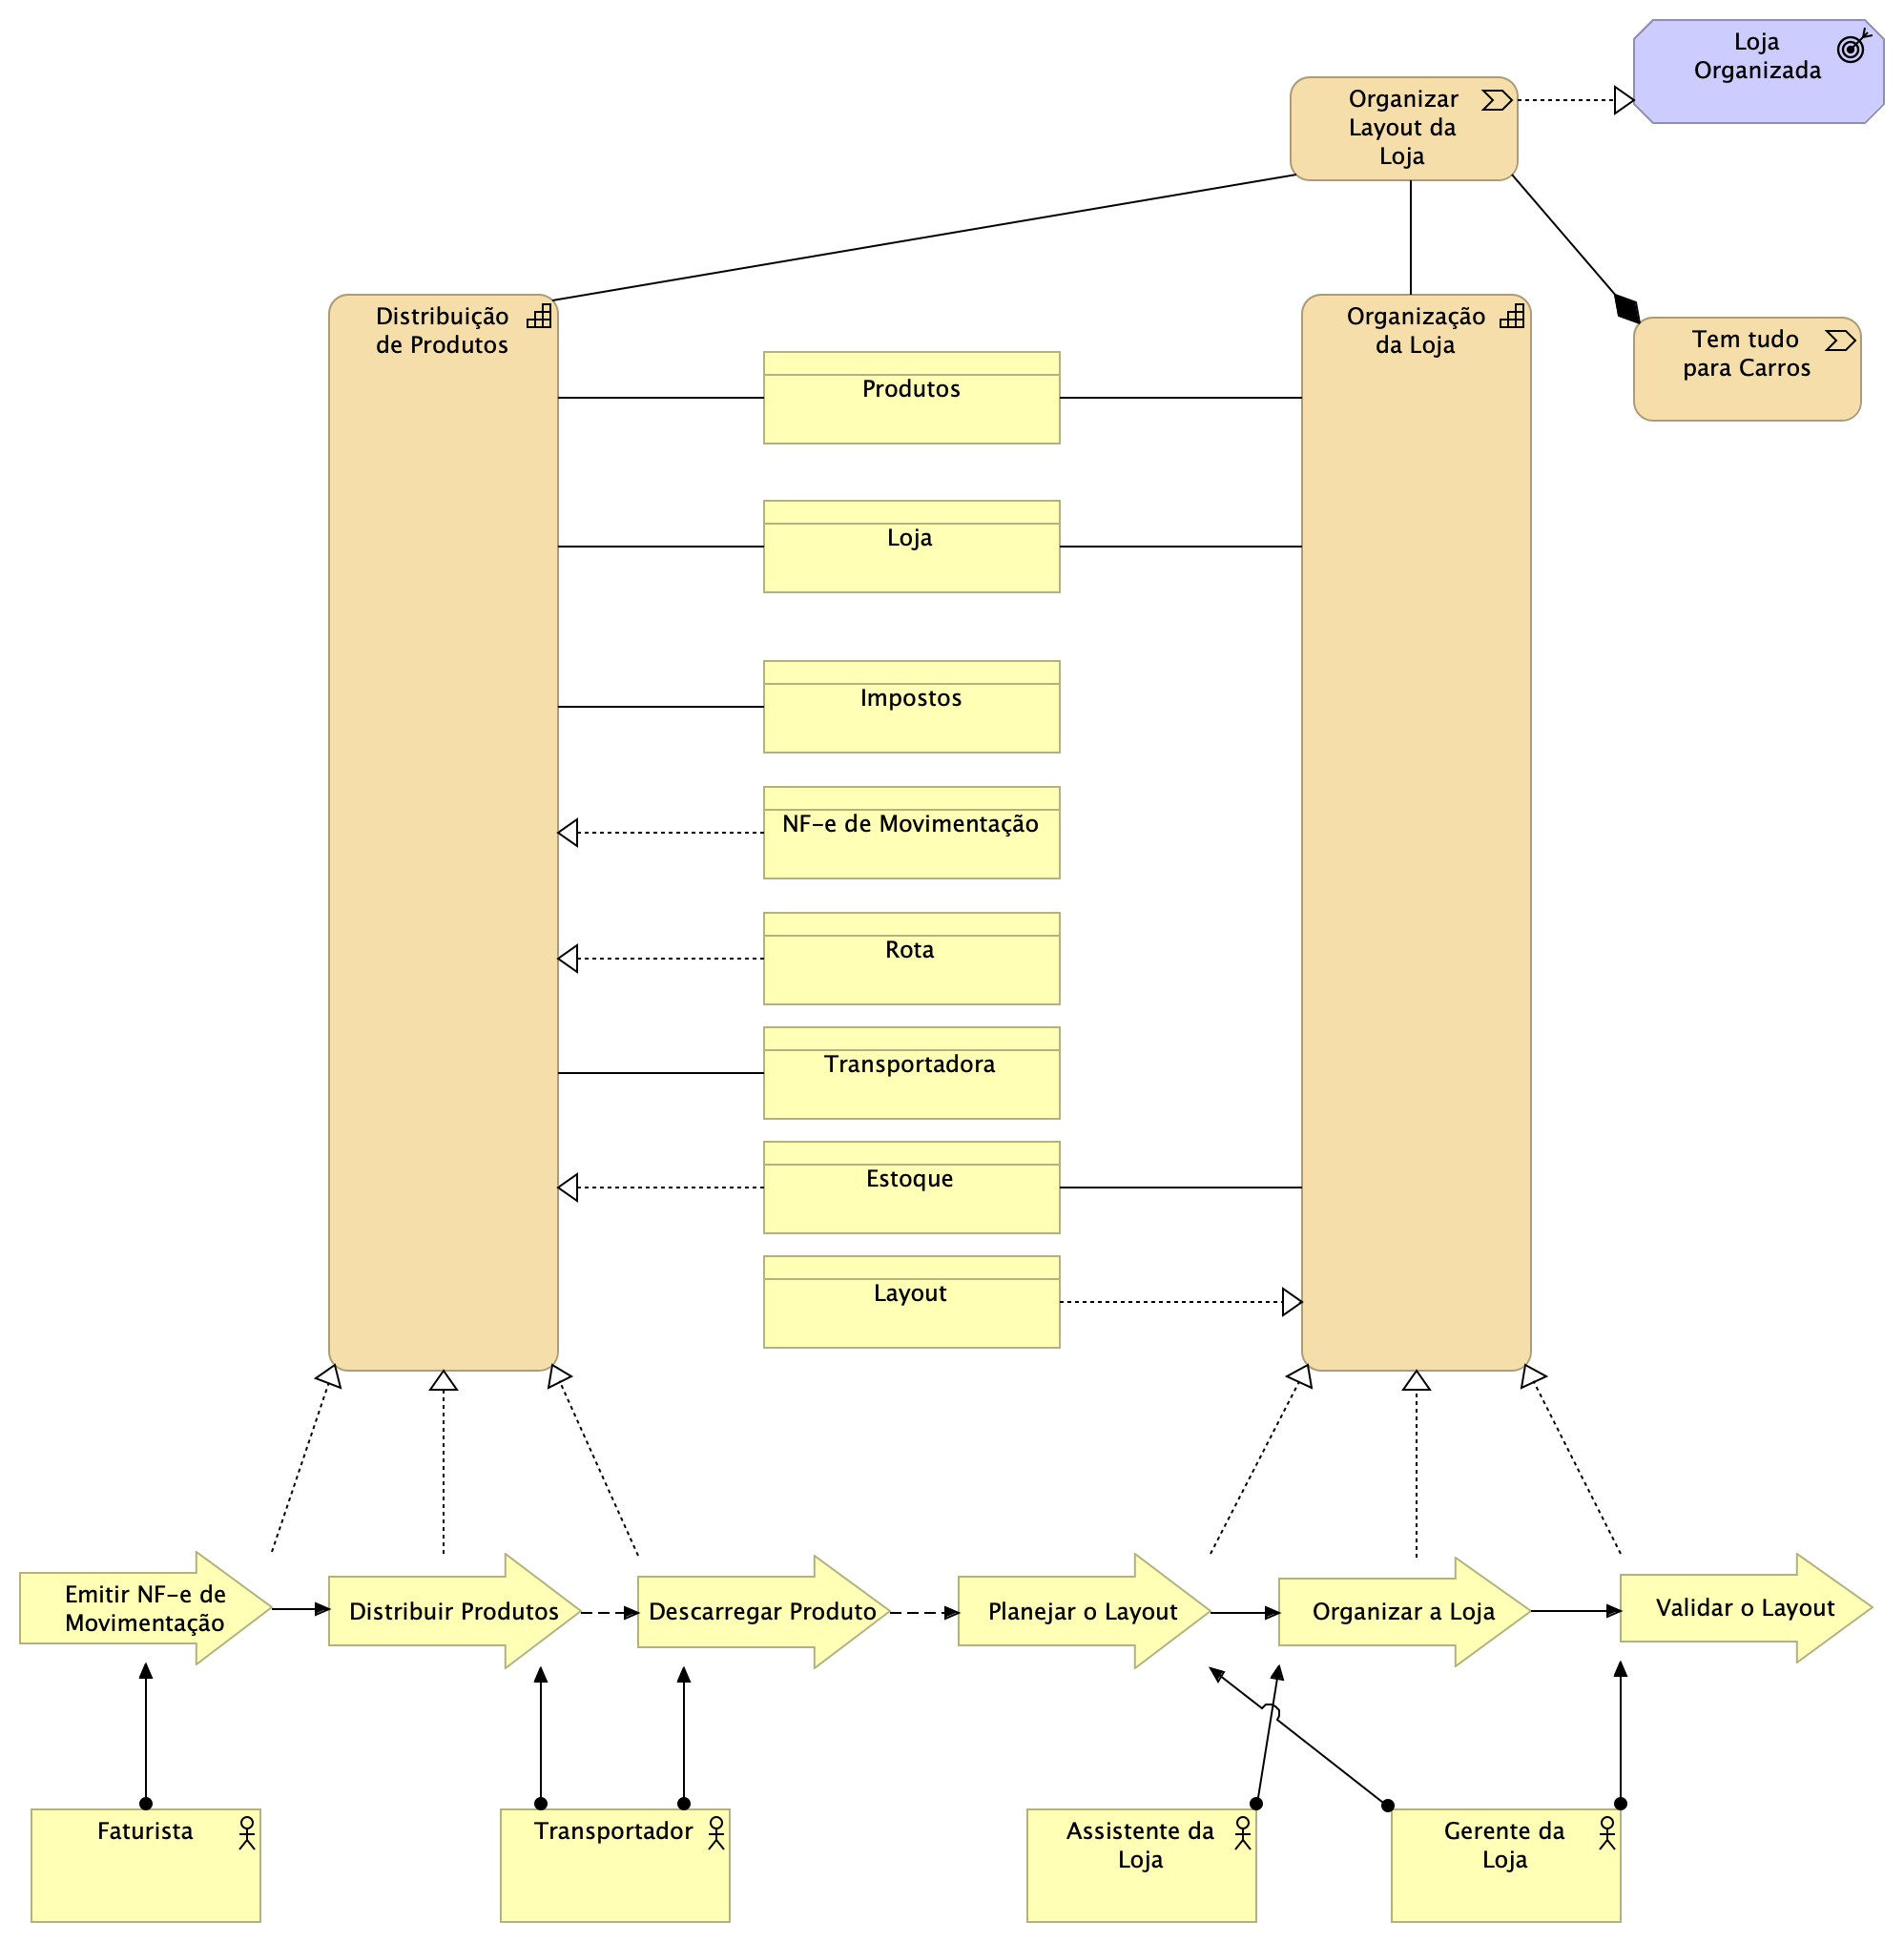 Loja
Organizada
Organizar
Layout da
Loja
Distribuição
de Produtos
Organização
da Loja
Tem tudo
para Carros
Produtos
Loja
Impostos
NF-e de Movimentação
Rota
Transportadora
Estoque
Layout
Emitir NF-e de
Movimentação
Distribuir Produtos
Descarregar Produto
Planejar o Layout
Organizar a Loja
Validar o Layout
Faturista
Transportador
Assistente da
Loja
Gerente da
Loja